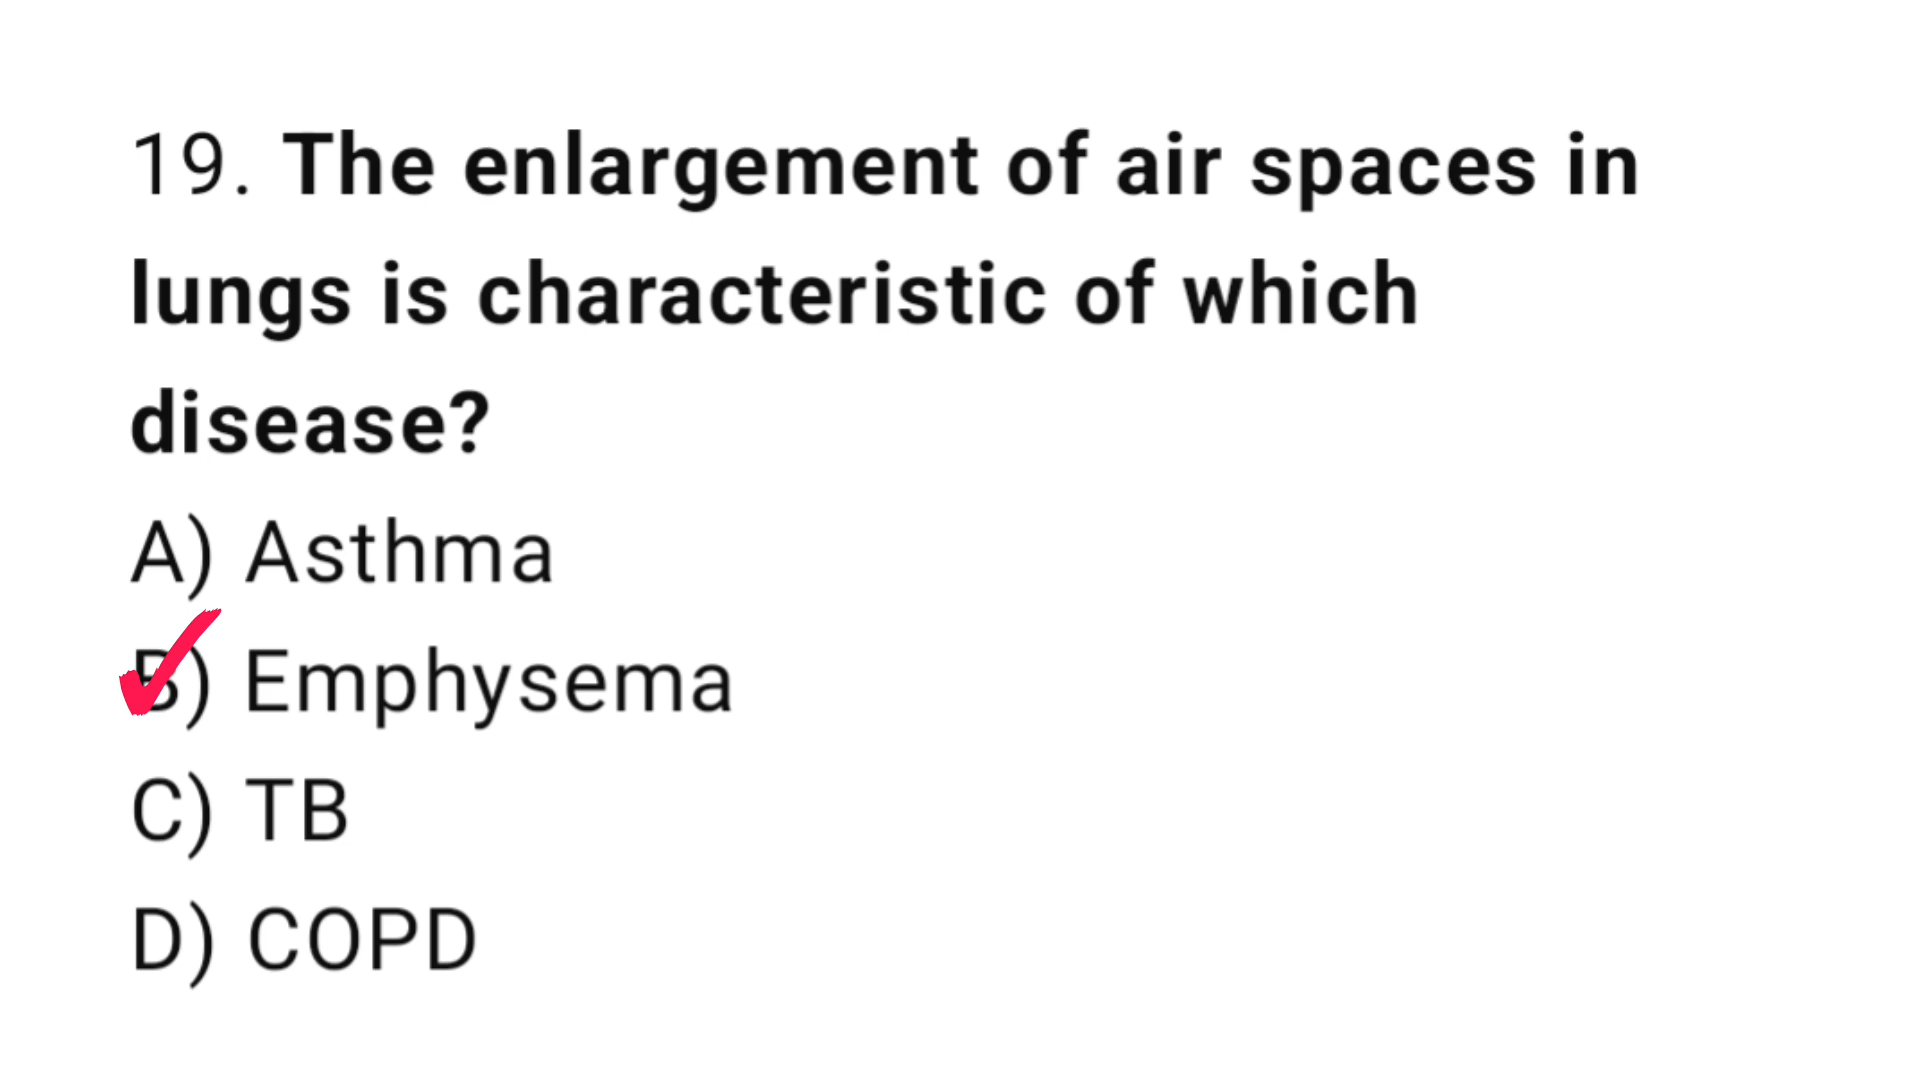 19. The enlargement of air spaces in
lungs is characteristic of which
disease?
A) Asthma
B) Emphysema
C) TB
D) COPD